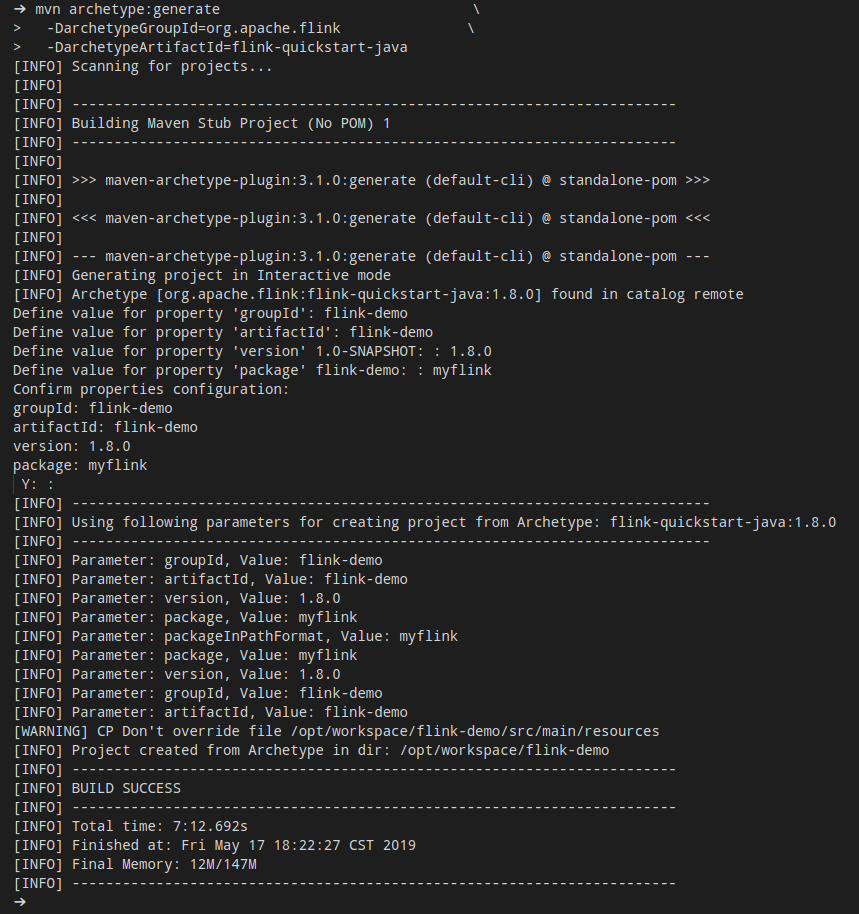 ➜ mvn archetype:generate                              \
>   -DarchetypeGroupId=org.apache.flink               \
>   -DarchetypeArtifactId=flink-quickstart-java
[INFO] Scanning for projects...
[INFO]
[INFO] ------------------------------------------------------------------------
[INFO] Building Maven Stub Project (No POM) 1
[INFO] ------------------------------------------------------------------------
[INFO]
[INFO] >>> maven-archetype-plugin:3.1.0:generate (default-cli) @ standalone-pom >>>
[INFO]
[INFO] <<< maven-archetype-plugin:3.1.0:generate (default-cli) @ standalone-pom <<<
[INFO]
[INFO] --- maven-archetype-plugin:3.1.0:generate (default-cli) @ standalone-pom ---
[INFO] Generating project in Interactive mode
[INFO] Archetype [org.apache.flink:flink-quickstart-java:1.8.0] found in catalog remote
Define value for property 'groupId': flink-demo
Define value for property 'artifactId': flink-demo
Define value for property 'version' 1.0-SNAPSHOT: : 1.8.0
Define value for property 'package' flink-demo: : myflink
Confirm properties configuration:
groupId: flink-demo
artifactId: flink-demo
version: 1.8.0
package: myflink
 Y: :
[INFO] ----------------------------------------------------------------------------
[INFO] Using following parameters for creating project from Archetype: flink-quickstart-java:1.8.0
[INFO] ----------------------------------------------------------------------------
[INFO] Parameter: groupId, Value: flink-demo
[INFO] Parameter: artifactId, Value: flink-demo
[INFO] Parameter: version, Value: 1.8.0
[INFO] Parameter: package, Value: myflink
[INFO] Parameter: packageInPathFormat, Value: myflink
[INFO] Parameter: package, Value: myflink
[INFO] Parameter: version, Value: 1.8.0
[INFO] Parameter: groupId, Value: flink-demo
[INFO] Parameter: artifactId, Value: flink-demo
[WARNING] CP Don't override file /opt/workspace/flink-demo/src/main/resources
[INFO] Project created from Archetype in dir: /opt/workspace/flink-demo
[INFO] ------------------------------------------------------------------------
[INFO] BUILD SUCCESS
[INFO] ------------------------------------------------------------------------
[INFO] Total time: 7:12.692s
[INFO] Finished at: Fri May 17 18:22:27 CST 2019
[INFO] Final Memory: 12M/147M
[INFO] ------------------------------------------------------------------------
➜